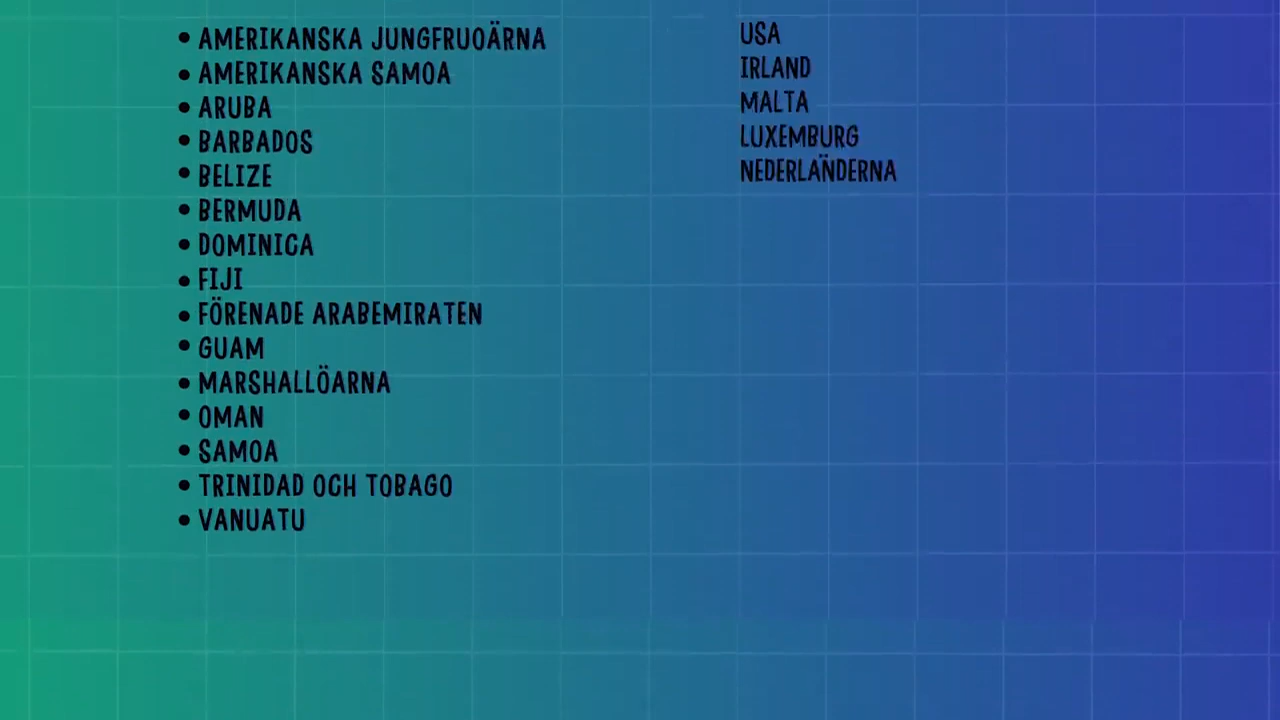 • AMERIKANSKA JUNGFRUOÄRNA
• AMERIKANSKA SAMOA
• ARUBA
• BARBADOS
• BELIZE
• BERMUDA
• DOMINICA
• FIJI
• FÖRENADE ARABEMIRATEN
• GUAM
• MARSHALLÖARNA
• OMAN
• SAMOA
• TRINIDAD OCH TOBAGO
• VANUATU
USA
IRLAND
MALTA
LUXEMBURG
NEDERLÄNDERNA